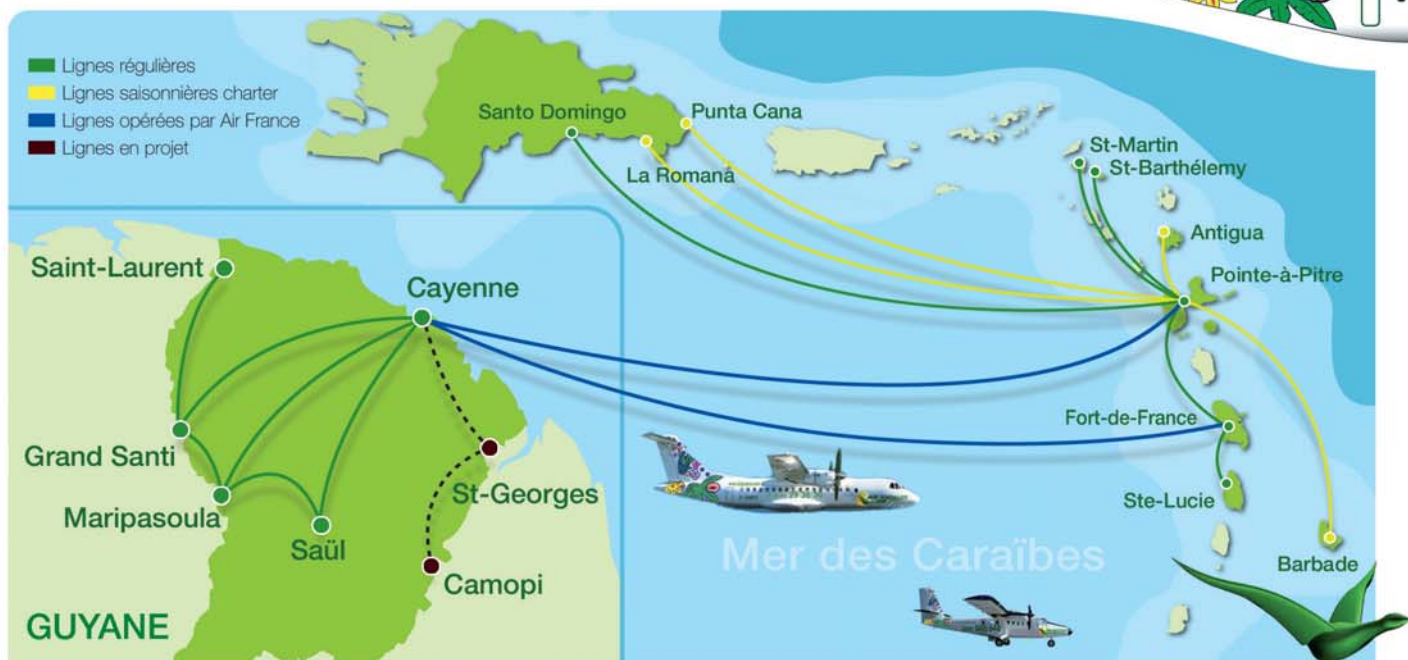 Lignes régulières
Lignes saisonnières charter
Lignes opérées par Air France
Lignes en projet
Santo Domingo
Punta Cana
La Romana
St-Martin
St-Barthélemy
Antigua
Pointe-à-Pitre
Saint-Laurent
Cayenne
Fort-de-France
Grand Santi
St-Georges
Maripasoula
Ste-Lucie
Saül
Mer des Caraïbes
Barbade
Camopi
GUYANE